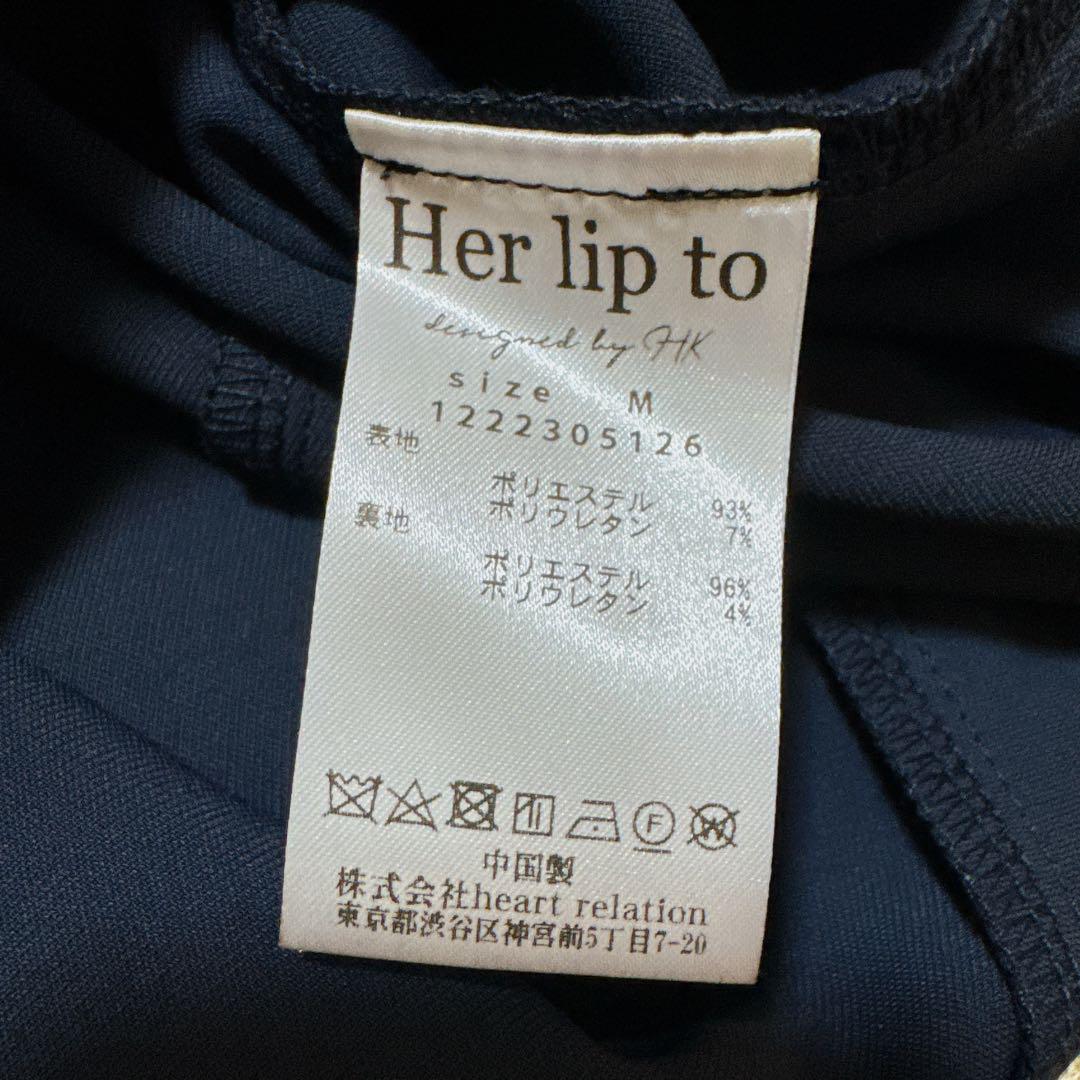 Her lip to
designed by HK
size M
1222305126
表地
ポリエステル 93%
ポリウレタン 7%
裏地
ポリエステル 96%
ポリウレタン 4%
F
W
中国製
株式会社heart relation
東京都渋谷区神宮前5丁目7-20